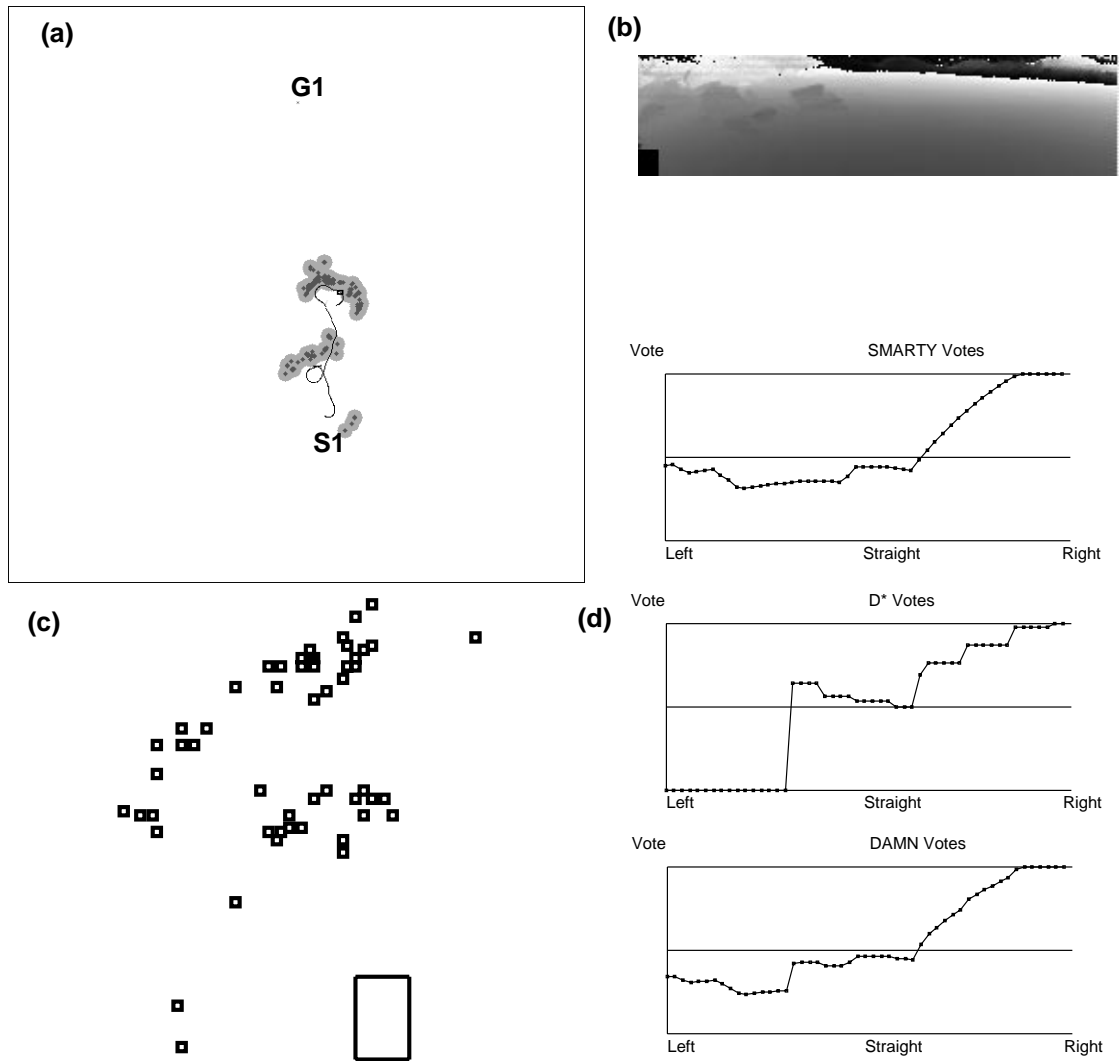 (a)
G1
S1
(b)
Vote SMARTY Votes
Left Straight Right
(c)
(d)
Vote D* Votes
Left Straight Right
Vote DAMN Votes
Left Straight Right